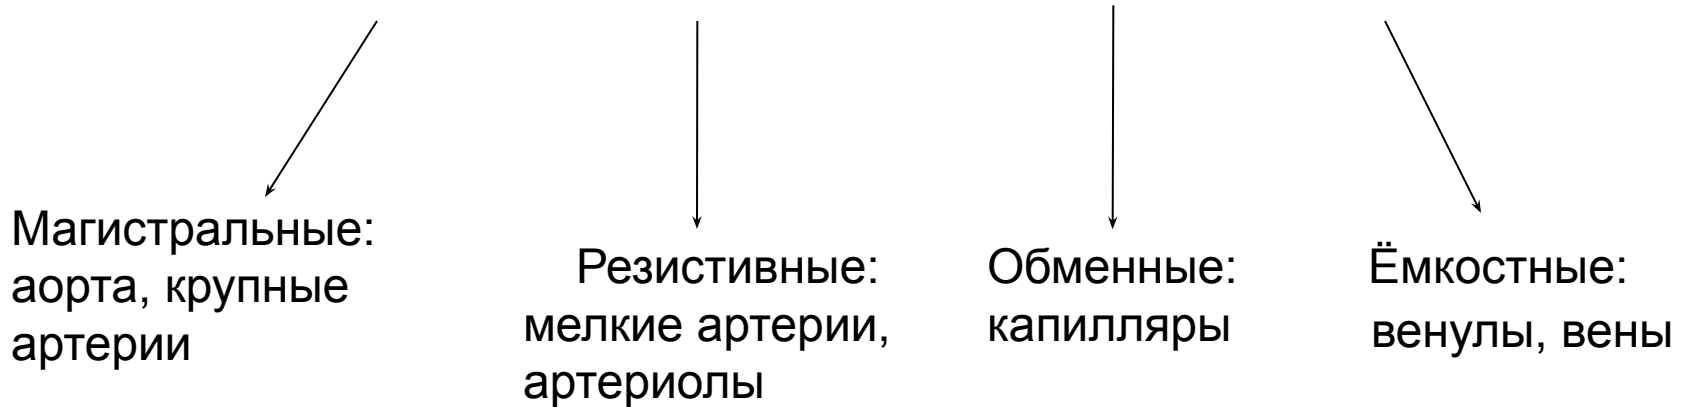 Магистральные:
аорта, крупные
артерии
Резистивные:
мелкие артерии,
артериолы
Обменные:
капилляры
Ёмкостные:
венулы, вены